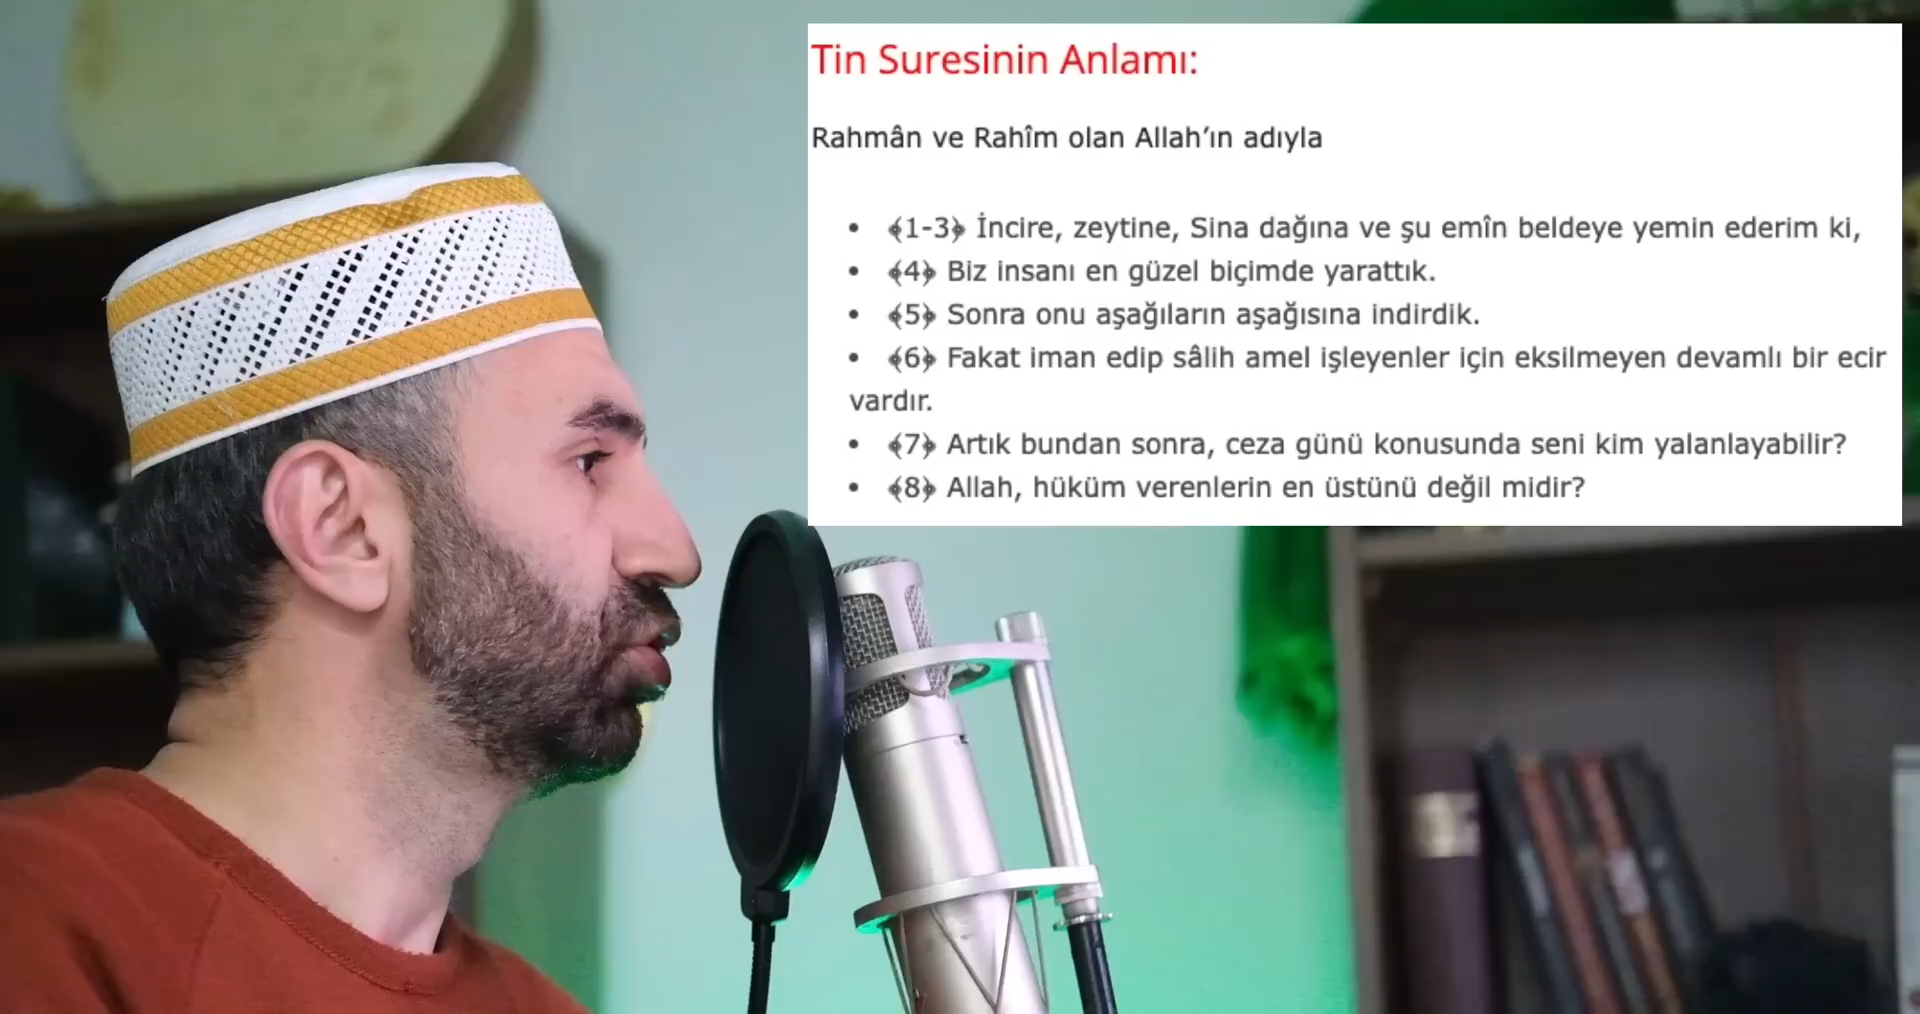 Tin Suresinin Anlamı:
Rahmân ve Rahîm olan Allah’ın adıyla
• ﴾1-3﴿ İncire, zeytine, Sina dağına ve şu emîn beldeye yemin ederim ki,
• ﴾4﴿ Biz insanı en güzel biçimde yarattık.
• ﴾5﴿ Sonra onu aşağıların aşağısına indirdik.
• ﴾6﴿ Fakat iman edip sâlih amel işleyenler için eksilmeyen devamlı bir ecir
vardır.
• ﴾7﴿ Artık bundan sonra, ceza günü konusunda seni kim yalanlayabilir?
• ﴾8﴿ Allah, hüküm verenlerin en üstünü değil midir?